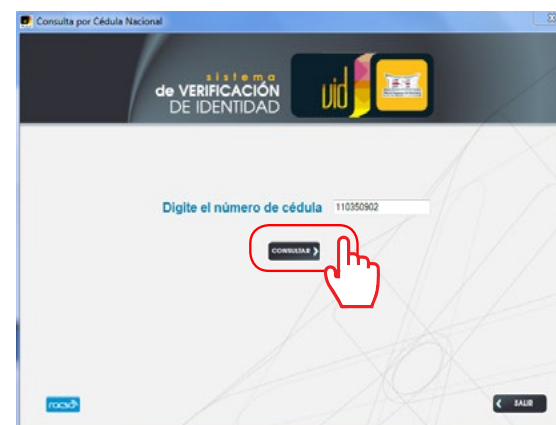 Consulta por Cédula Nacional
sistema
de VERIFICACIÓN
DE IDENTIDAD
vid
Digite el número de cédula 110350902
CONSULTAR
racsa
SALIR